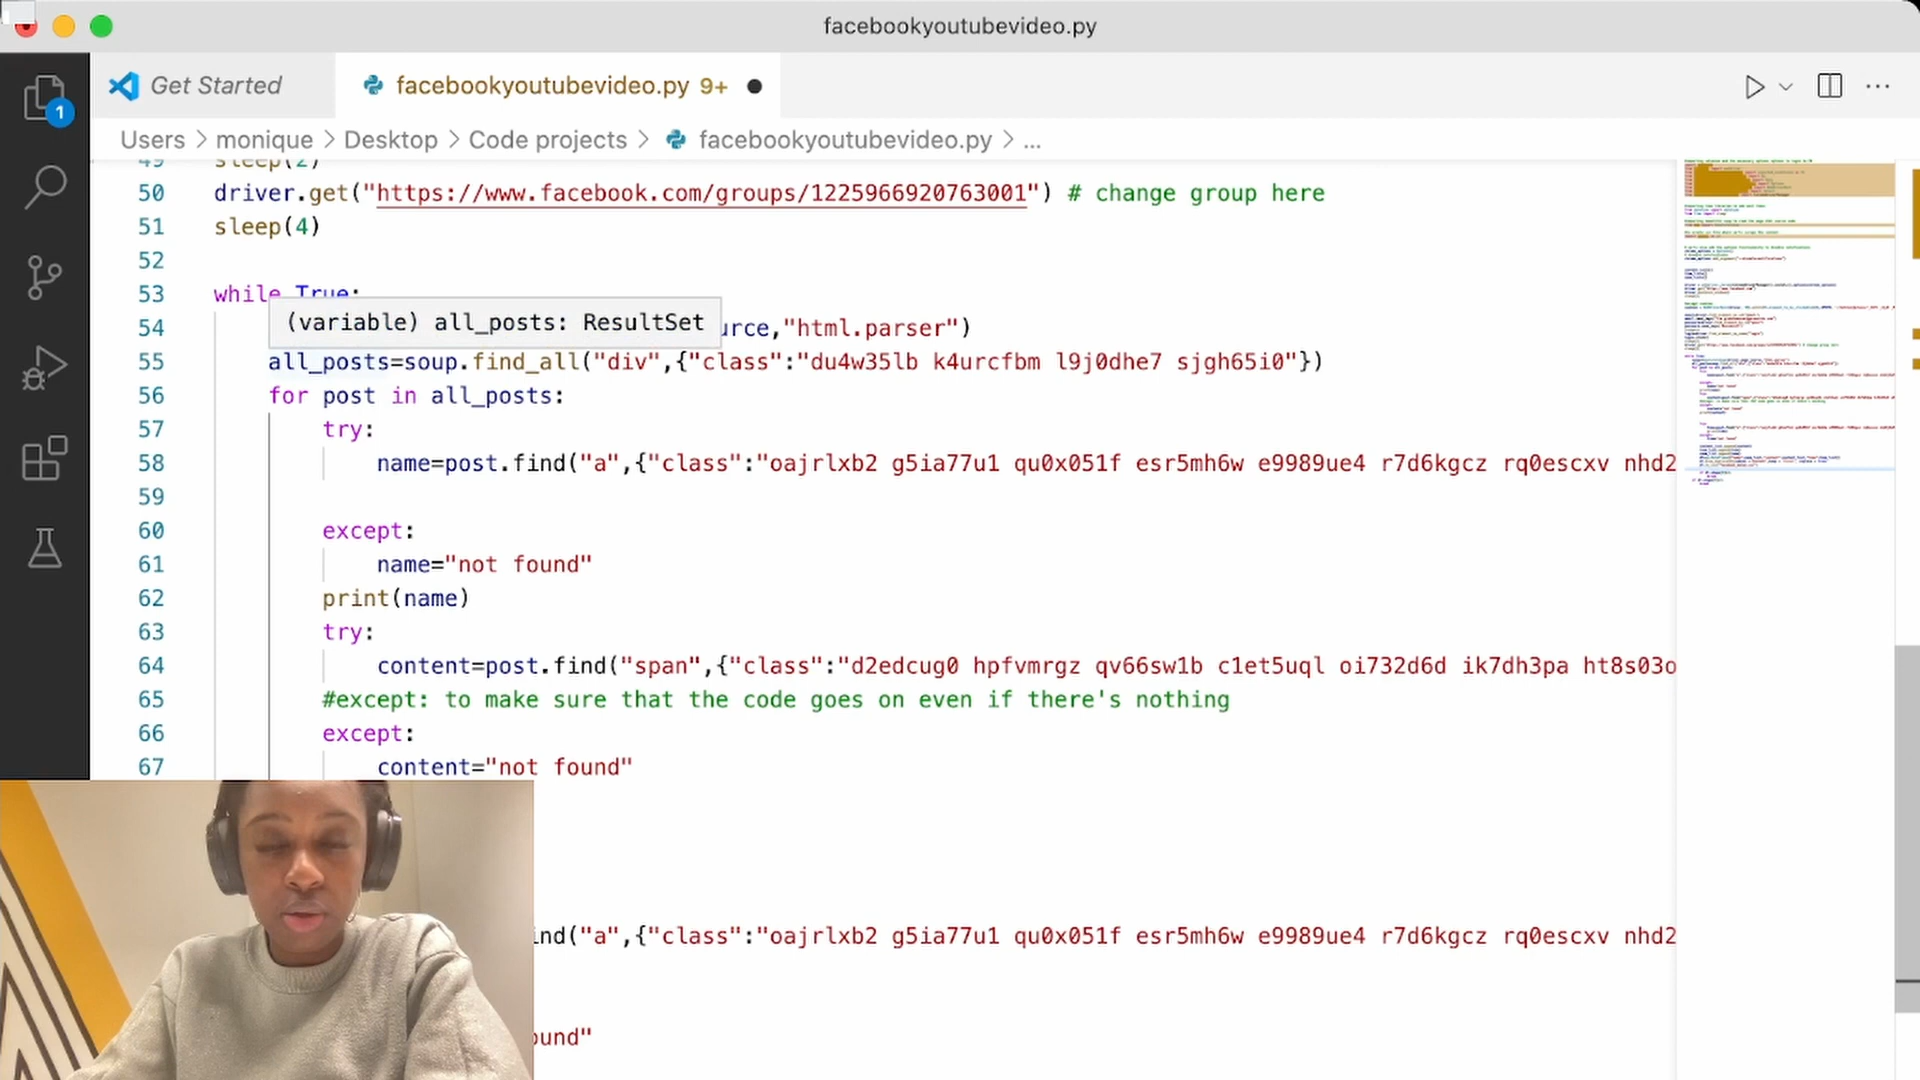 facebookyoutubevideo.py
Get Started
facebookyoutubevideo.py 9+
1
Users > monique > Desktop > Code projects > facebookyoutubevideo.py > ...
49 sleep(2)
50 driver.get("https://www.facebook.com/groups/1225966920763001") # change group here
51 sleep(4)
52
53 while True:
(variable) all_posts: ResultSet
54 urce,"html.parser")
55 all_posts=soup.find_all("div",{"class":"du4w35lb k4urcfbm l9j0dhe7 sjgh65i0"})
56 for post in all_posts:
57 try:
58 name=post.find("a",{"class":"oajrlxb2 g5ia77u1 qu0x051f esr5mh6w e9989ue4 r7d6kgcz rq0escxv nhd2
59
60 except:
61 name="not found"
62 print(name)
63 try:
64 content=post.find("span",{"class":"d2edcug0 hpfvmrgz qv66sw1b c1et5uql oi732d6d ik7dh3pa ht8s03o
65 #except: to make sure that the code goes on even if there's nothing
66 except:
67 content="not found"
ind("a",{"class":"oajrlxb2 g5ia77u1 qu0x051f esr5mh6w e9989ue4 r7d6kgcz rq0escxv nhd2
ound"